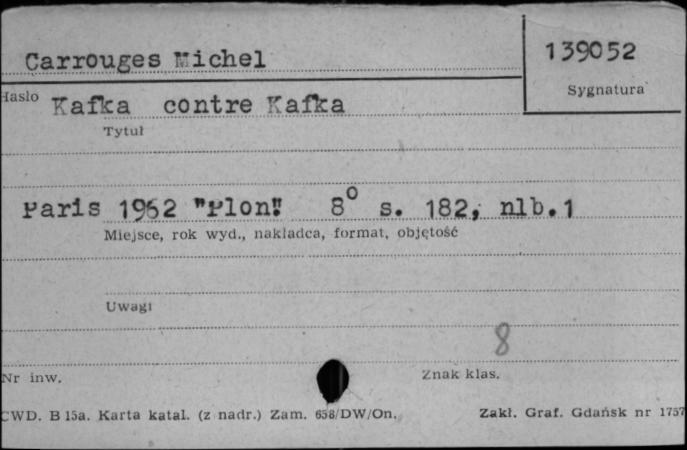 Carrouges Michel
139052
Hasło
Sygnatura
Kafka contre Kafka
Tytuł
Paris 1962 "Plon". 8° s. 182, nlb.1
Miejsce, rok wyd., nakładca, format, objętość
Uwagi
8
Nr inw.
Znak klas.
CWD. B 15a. Karta katal. (z nadr.) Zam. 658/DW/On.
Zakł. Graf. Gdańsk nr 1757